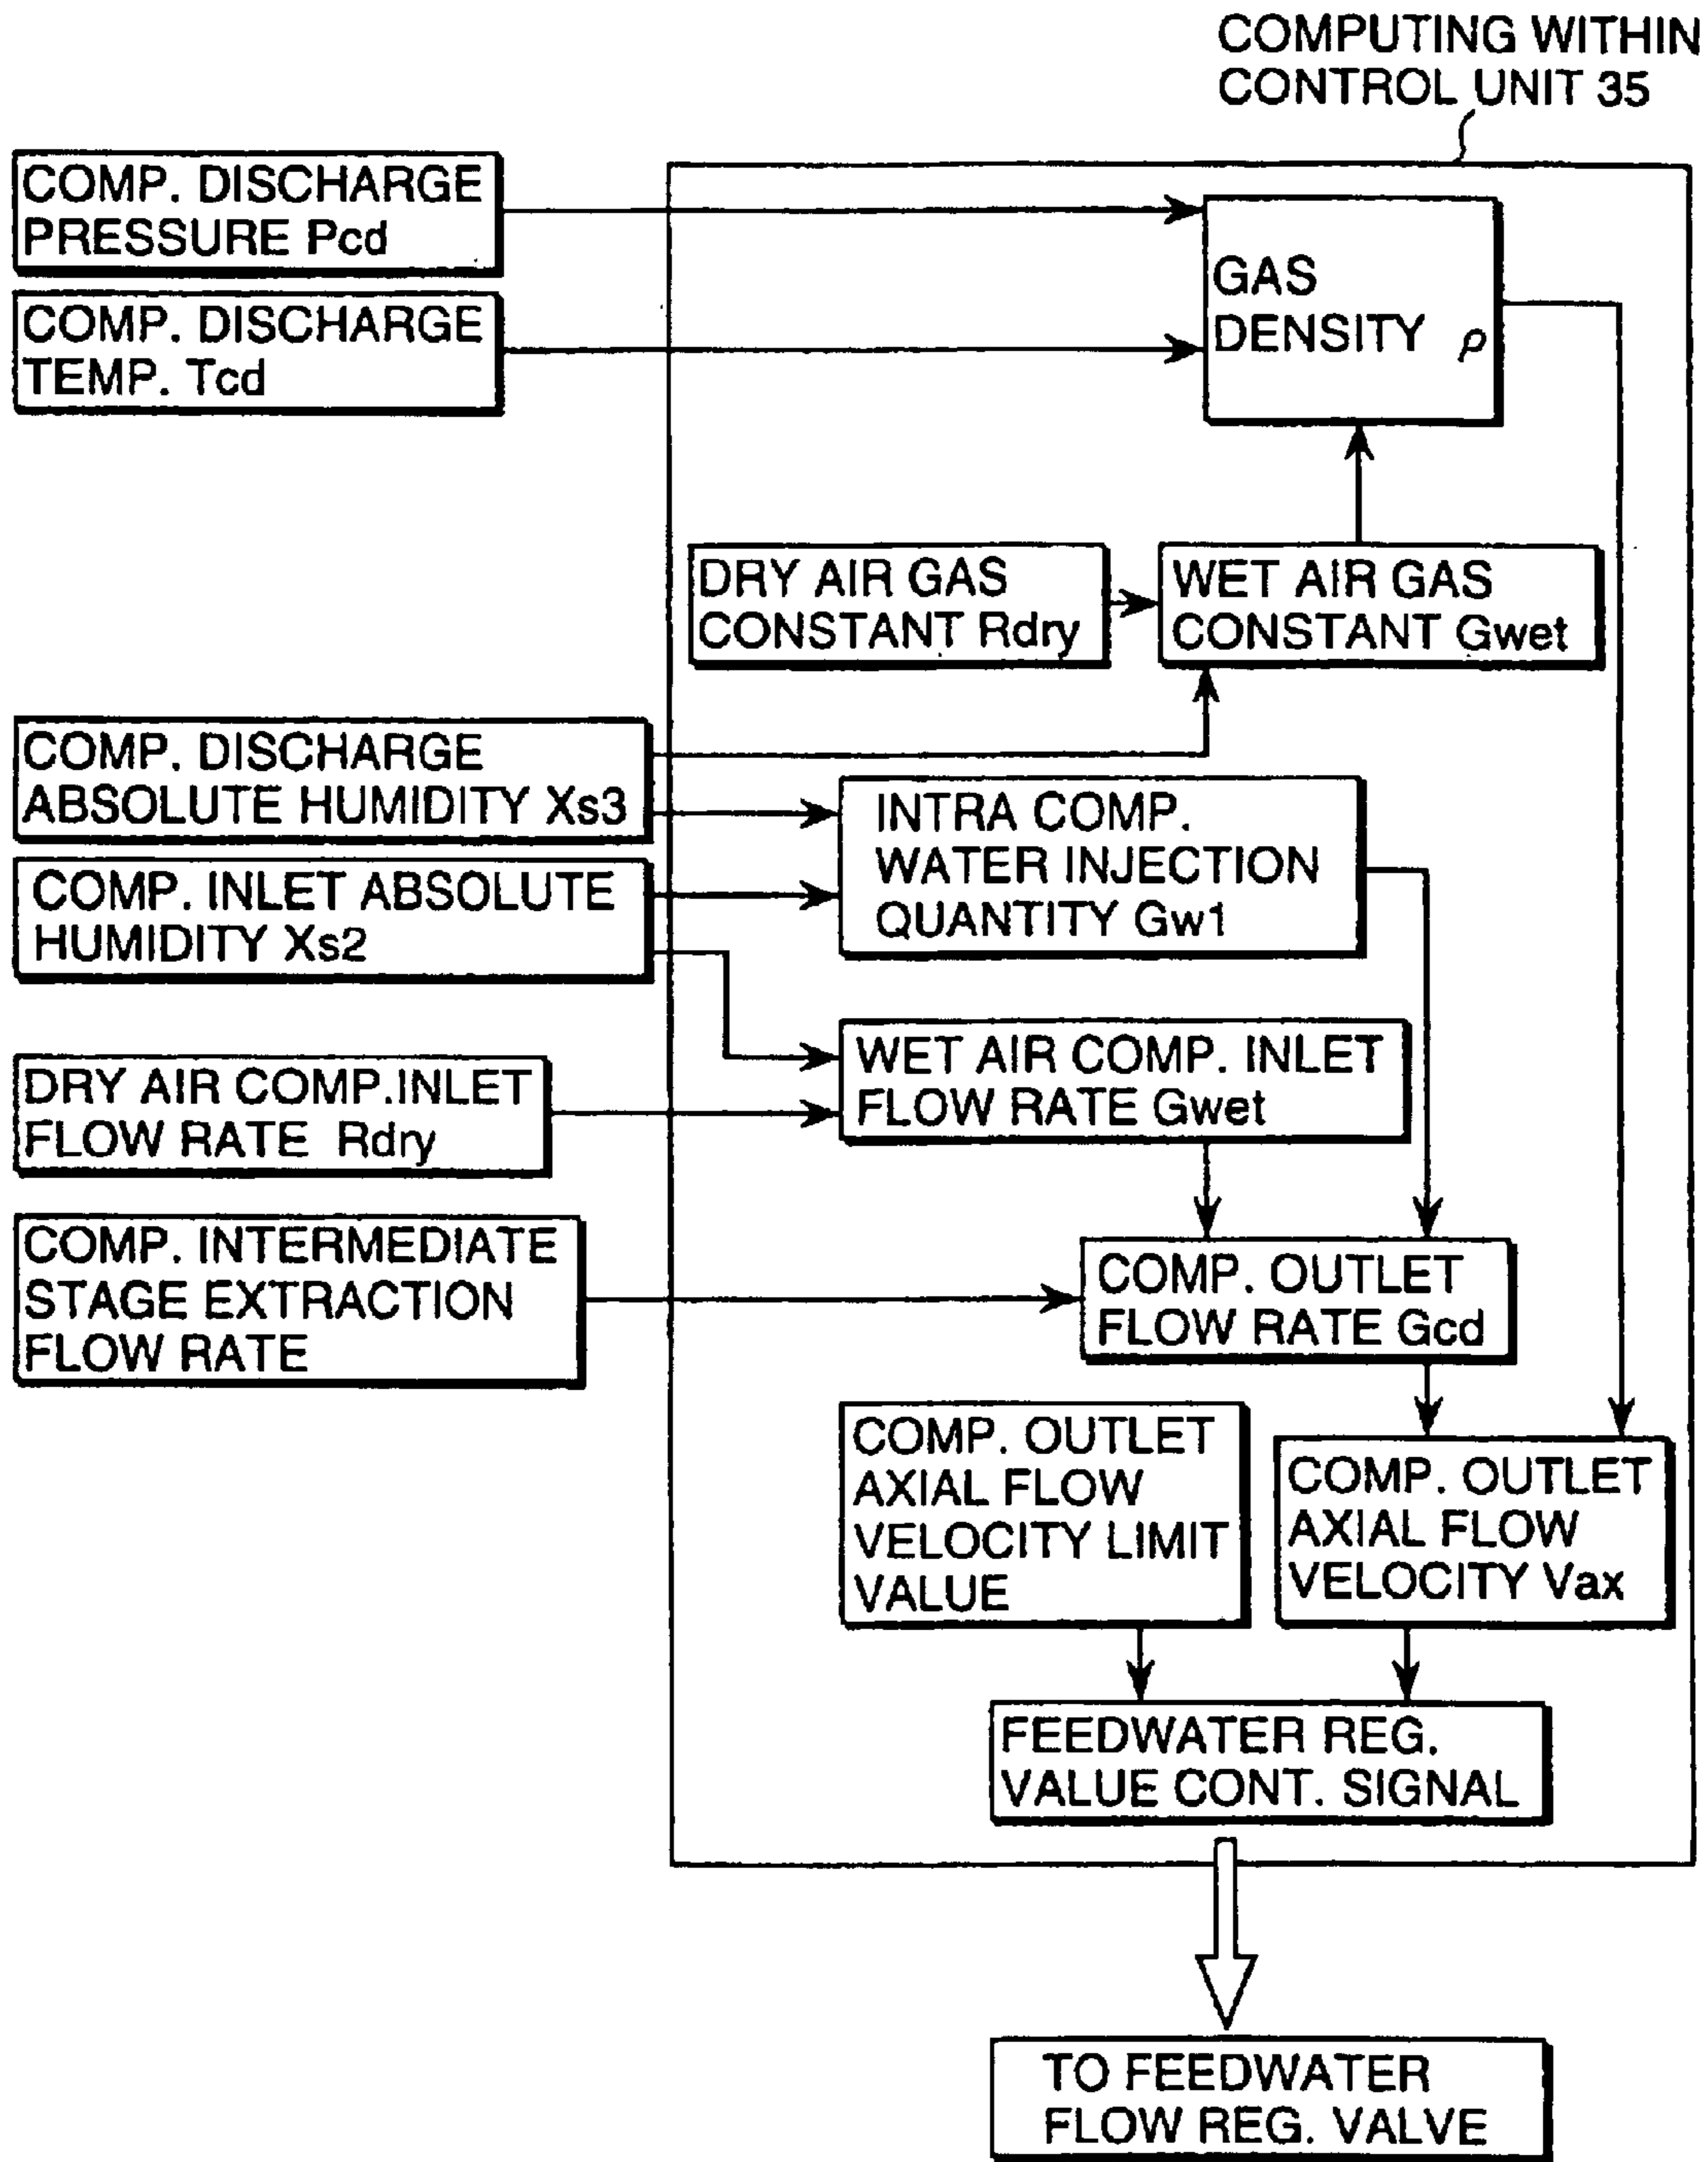 COMPUTING WITHIN
CONTROL UNIT 35
COMP. DISCHARGE
PRESSURE Pcd
COMP. DISCHARGE
TEMP. Tcd
GAS
DENSITY ρ
DRY AIR GAS
CONSTANT Rdry
WET AIR GAS
CONSTANT Gwet
COMP. DISCHARGE
ABSOLUTE HUMIDITY Xs3
COMP. INLET ABSOLUTE
HUMIDITY Xs2
INTRA COMP.
WATER INJECTION
QUANTITY Gw1
DRY AIR COMP.INLET
FLOW RATE Rdry
WET AIR COMP. INLET
FLOW RATE Gwet
COMP. INTERMEDIATE
STAGE EXTRACTION
FLOW RATE
COMP. OUTLET
FLOW RATE Gcd
COMP. OUTLET
AXIAL FLOW
VELOCITY LIMIT
VALUE
COMP. OUTLET
AXIAL FLOW
VELOCITY Vax
FEEDWATER REG.
VALUE CONT. SIGNAL
TO FEEDWATER
FLOW REG. VALVE